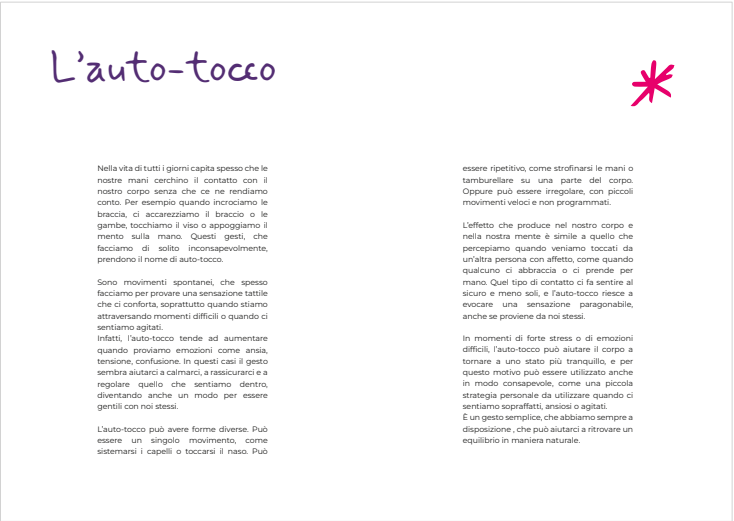 L'auto-tocco
Nella vita di tutti i giorni capita spesso che le
nostre mani cerchino il contatto con il
nostro corpo senza che ce ne rendiamo
conto. Per esempio quando incrociamo le
braccia, ci accarezziamo il braccio o le
gambe, tocchiamo il viso o appoggiamo il
mento sulla mano. Questi gesti, che
facciamo di solito inconsapevolmente,
prendono il nome di auto-tocco.
Sono movimenti spontanei, che spesso
facciamo per provare una sensazione tattile
che ci conforta, soprattutto quando stiamo
attraversando momenti difficili o quando ci
sentiamo agitati.
Infatti, l'auto-tocco tende ad aumentare
quando proviamo emozioni come ansia,
tensione, confusione. In questi casi il gesto
sembra aiutarci a calmarci, a rassicurarci e a
regolare quello che sentiamo dentro,
diventando anche un modo per essere
gentili con noi stessi.
L'auto-tocco può avere forme diverse. Può
essere un singolo movimento, come
sistemarsi i capelli o toccarsi il naso. Può
essere ripetitivo, come strofinarsi le mani o
tamburellare su una parte del corpo.
Oppure può essere irregolare, con piccoli
movimenti veloci e non programmati.
L'effetto che produce nel nostro corpo e
nella nostra mente è simile a quello che
percepiamo quando veniamo toccati da
un'altra persona con affetto, come quando
qualcuno ci abbraccia o ci prende per
mano. Quel tipo di contatto ci fa sentire al
sicuro e meno soli, e l'auto-tocco riesce a
evocare una sensazione paragonabile,
anche se proviene da noi stessi.
In momenti di forte stress o di emozioni
difficili, l'auto-tocco può aiutare il corpo a
tornare a uno stato più tranquillo, e per
questo motivo può essere utilizzato anche
in modo consapevole, come una piccola
strategia personale da utilizzare quando ci
sentiamo sopraffatti, ansiosi o agitati.
È un gesto semplice, che abbiamo sempre a
disposizione , che può aiutarci a ritrovare un
equilibrio in maniera naturale.